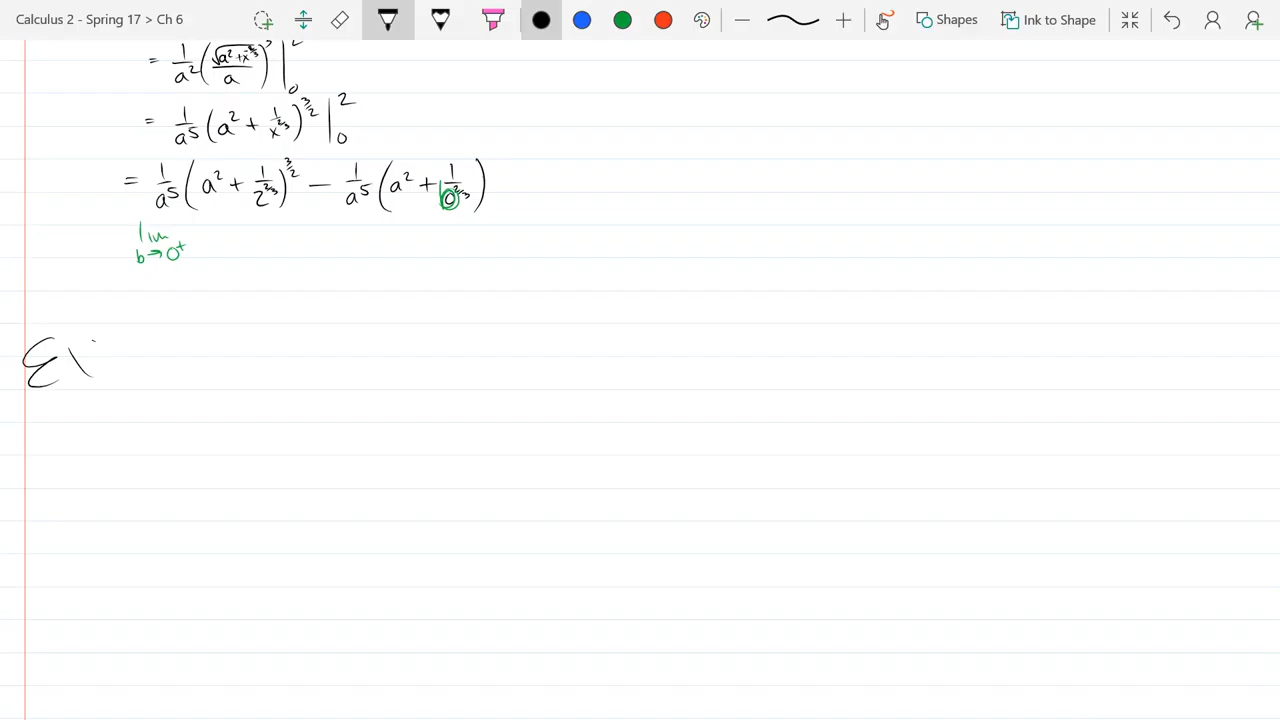 Calculus 2 - Spring 17 > Ch 6
Shapes
Ink to Shape
= 1/a² (√(a² + x^(-2/3))/a)³ |₀²
= 1/a⁵ (a² + 1/x^(2/3))^(3/2) |₀²
= 1/a⁵ (a² + 1/2^(2/3))^(3/2) − 1/a⁵ (a² + 1/0^(2/3))
b
lim
b→0⁺